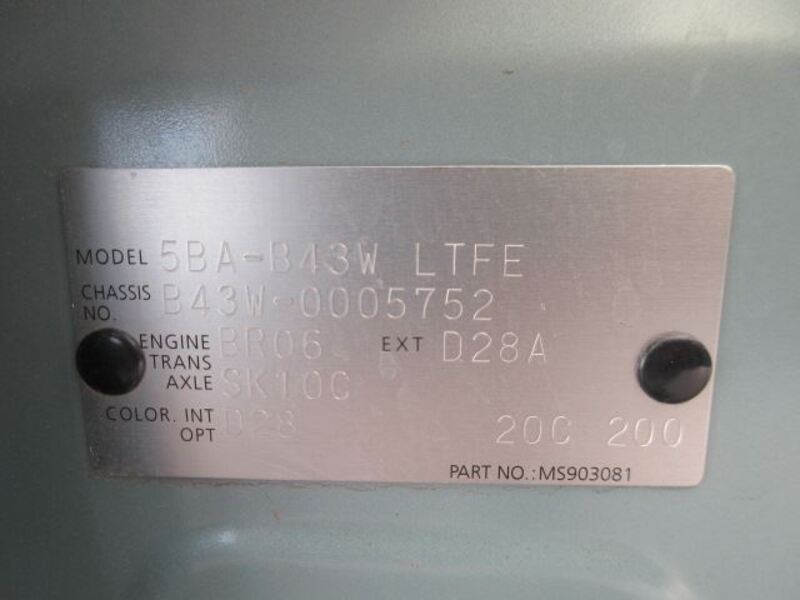 MODEL 5BA-B43W LTFE
CHASSIS NO. B43W-0005752
ENGINE BR06 EXT D28A
TRANS AXLE SK10C
COLOR. INT D28
OPT 20C 200
PART NO.: MS903081